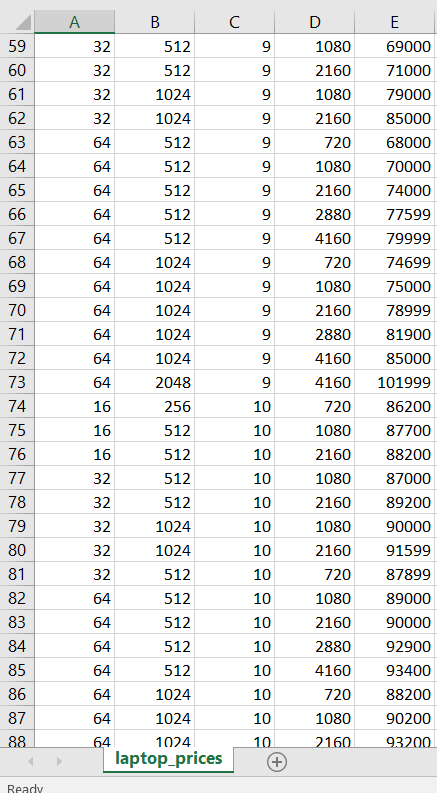 A B C D E
59 32 512 9 1080 69000
60 32 512 9 2160 71000
61 32 1024 9 1080 79000
62 32 1024 9 2160 85000
63 64 512 9 720 68000
64 64 512 9 1080 70000
65 64 512 9 2160 74000
66 64 512 9 2880 77599
67 64 512 9 4160 79999
68 64 1024 9 720 74699
69 64 1024 9 1080 75000
70 64 1024 9 2160 78999
71 64 1024 9 2880 81900
72 64 1024 9 4160 85000
73 64 2048 9 4160 101999
74 16 256 10 720 86200
75 16 512 10 1080 87700
76 16 512 10 2160 88200
77 32 512 10 1080 87000
78 32 512 10 2160 89200
79 32 1024 10 1080 90000
80 32 1024 10 2160 91599
81 32 512 10 720 87899
82 64 512 10 1080 89000
83 64 512 10 2160 90000
84 64 512 10 2880 92900
85 64 512 10 4160 93400
86 64 1024 10 720 88200
87 64 1024 10 1080 90200
88 64 1024 10 2160 93200
laptop_prices
Ready